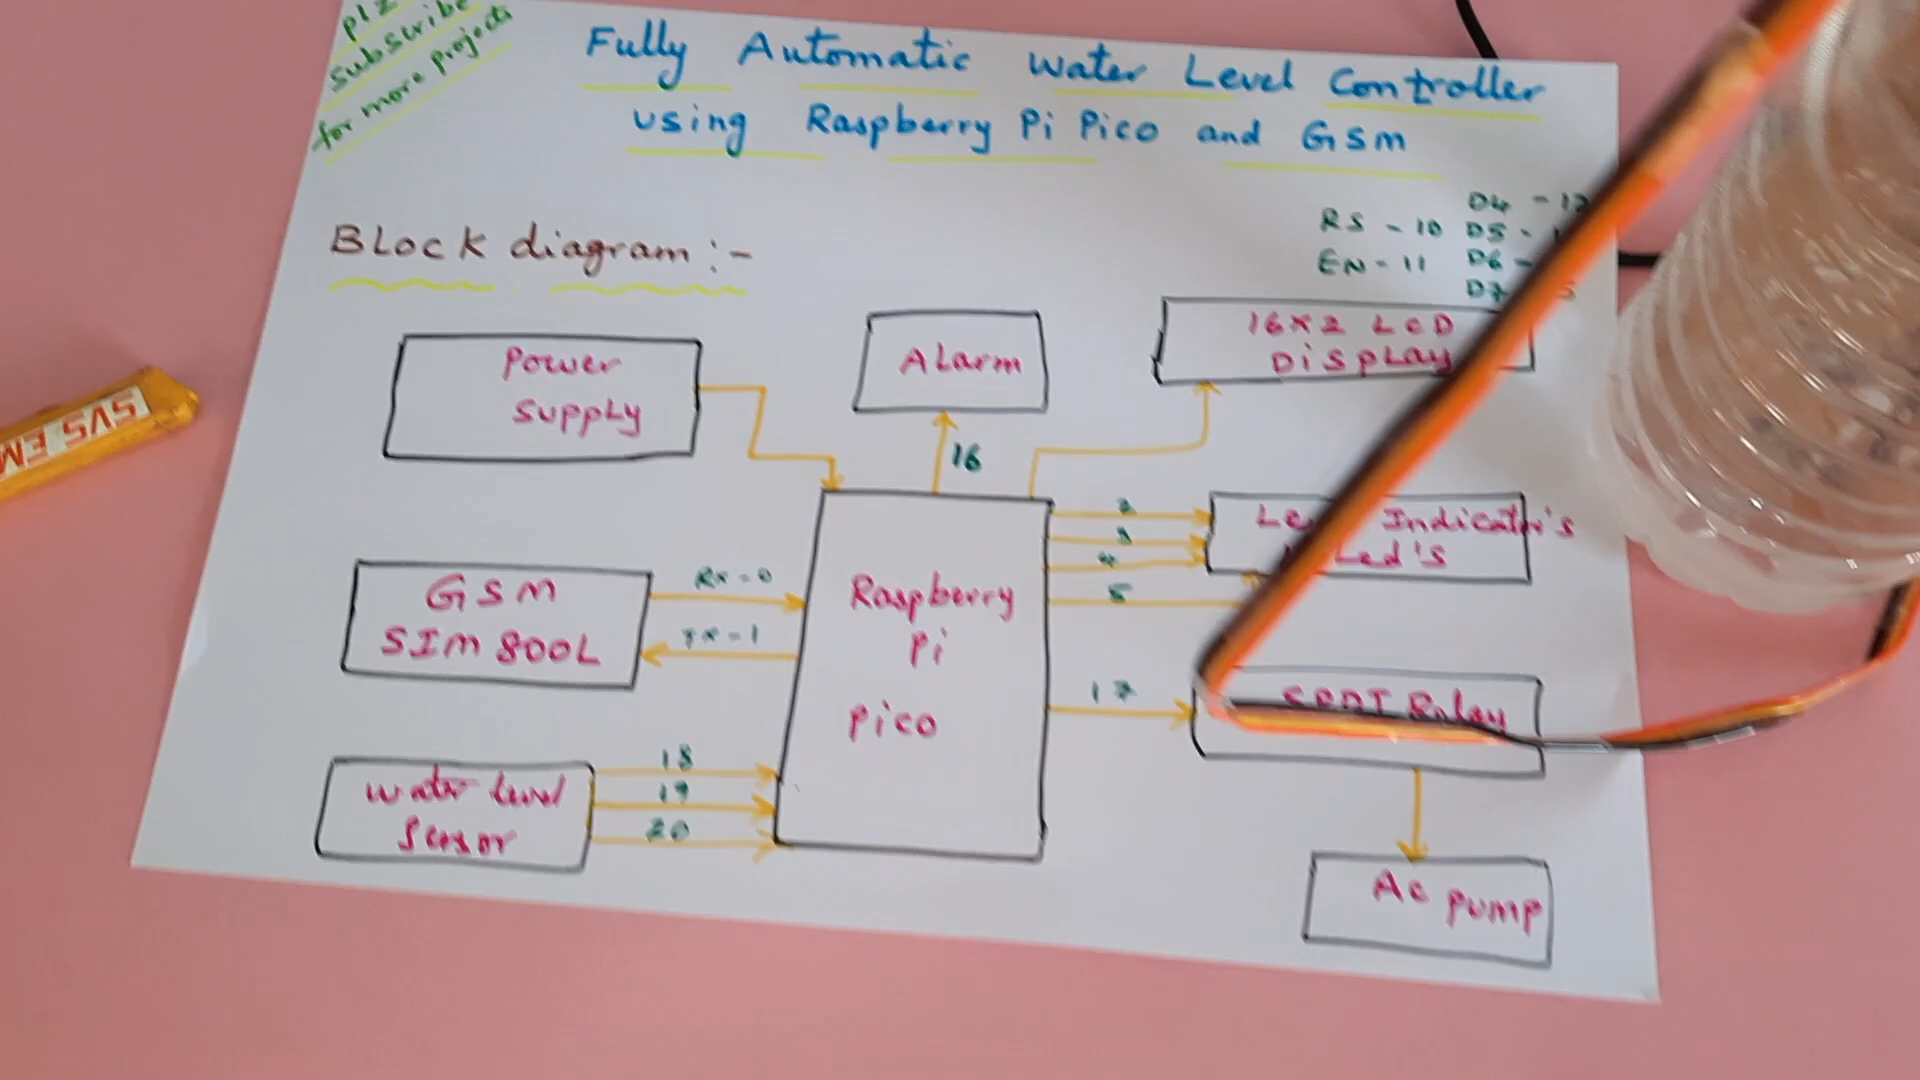 plz
subscribe
for more projects
Fully Automatic Water Level Controller
using Raspberry Pi Pico and Gsm
Block diagram :-
RS - 10
EN - 11
D4 - 12
D5 -
D6 -
D7
Power
Supply
Alarm
16
16x2 LCD
Display
GSM
SIM 800L
Rx - 0
Tx - 1
Raspberry
Pi
Pico
2
3
4
5
Indicator's
Led's
17
SPDT Relay
Water level
Sensor
18
19
20
Ac pump
SVS EM